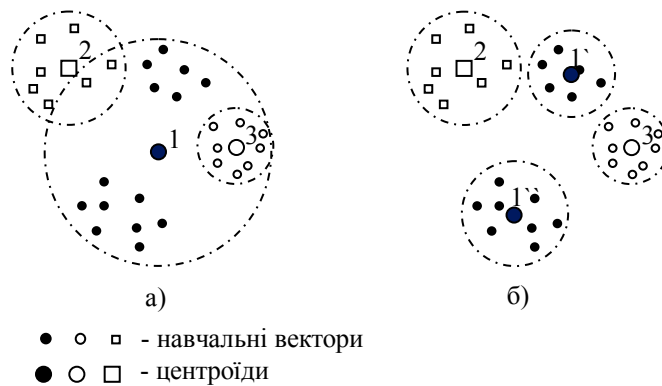 2
1
3
2
1`
3
1``
а)
б)
- навчальні вектори
- центроїди